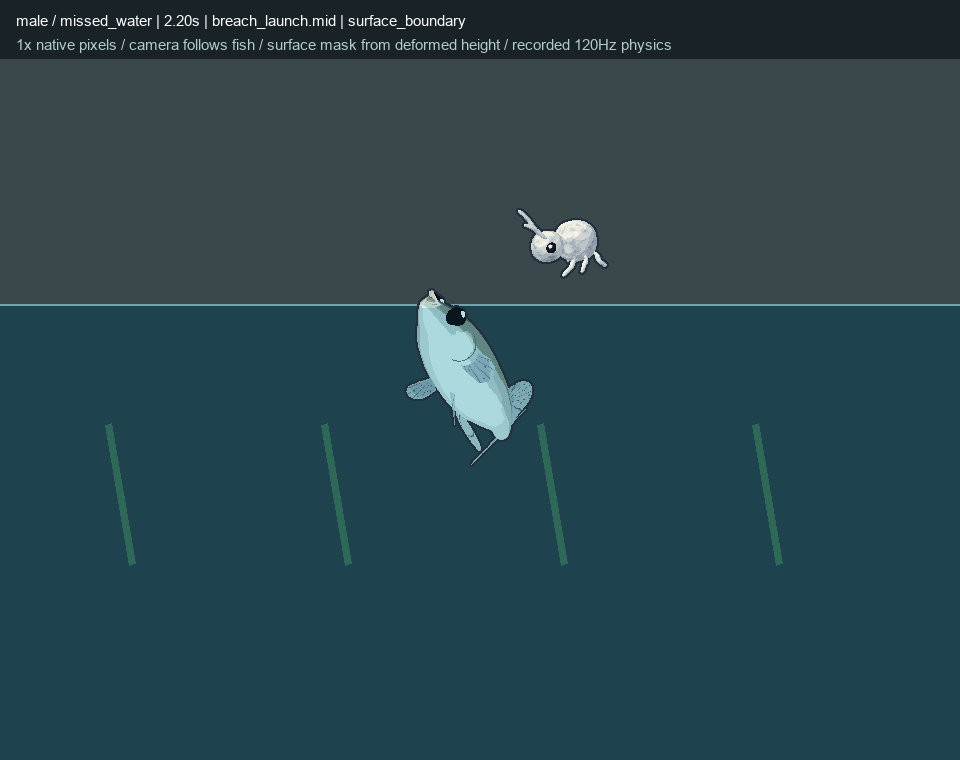 male / missed_water | 2.20s | breach_launch.mid | surface_boundary
1x native pixels / camera follows fish / surface mask from deformed height / recorded 120Hz physics